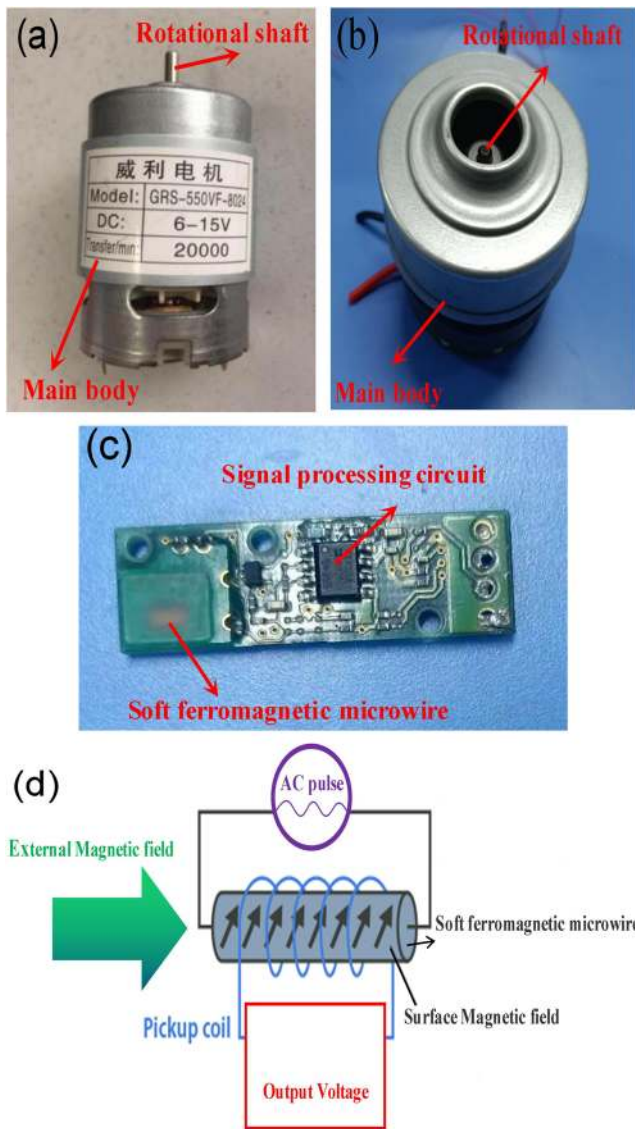 (a)
Rotational shaft
威利电机
Model: GRS-550VF-8024
DC: 6-15V
Transfer/min: 20000
Main body
(b)
Rotational shaft
Main body
(c)
Signal processing circuit
Soft ferromagnetic microwire
(d)
AC pulse
External Magnetic field
Soft ferromagnetic microwire
Surface Magnetic field
Pickup coil
Output Voltage